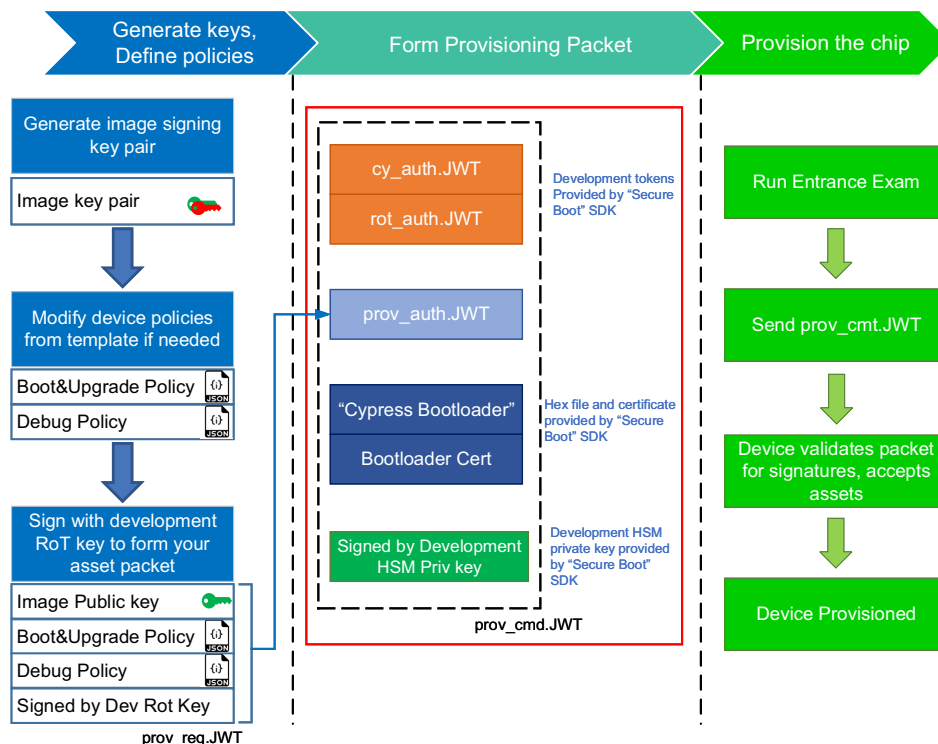 Generate keys,
Define policies
Form Provisioning Packet
Provision the chip
Generate image signing
key pair
Image key pair
Modify device policies
from template if needed
Boot&Upgrade Policy
{i}
JSON
Debug Policy
{i}
JSON
Sign with development
RoT key to form your
asset packet
Image Public key
Boot&Upgrade Policy
{i}
JSON
Debug Policy
{i}
JSON
Signed by Dev Rot Key
prov_req.JWT
cy_auth.JWT
rot_auth.JWT
Development tokens
Provided by “Secure
Boot” SDK
prov_auth.JWT
“Cypress Bootloader”
Bootloader Cert
Hex file and certificate
provided by “Secure
Boot” SDK
Signed by Development
HSM Priv key
Development HSM
private key provided
by “Secure Boot”
SDK
prov_cmd.JWT
Run Entrance Exam
Send prov_cmt.JWT
Device validates packet
for signatures, accepts
assets
Device Provisioned